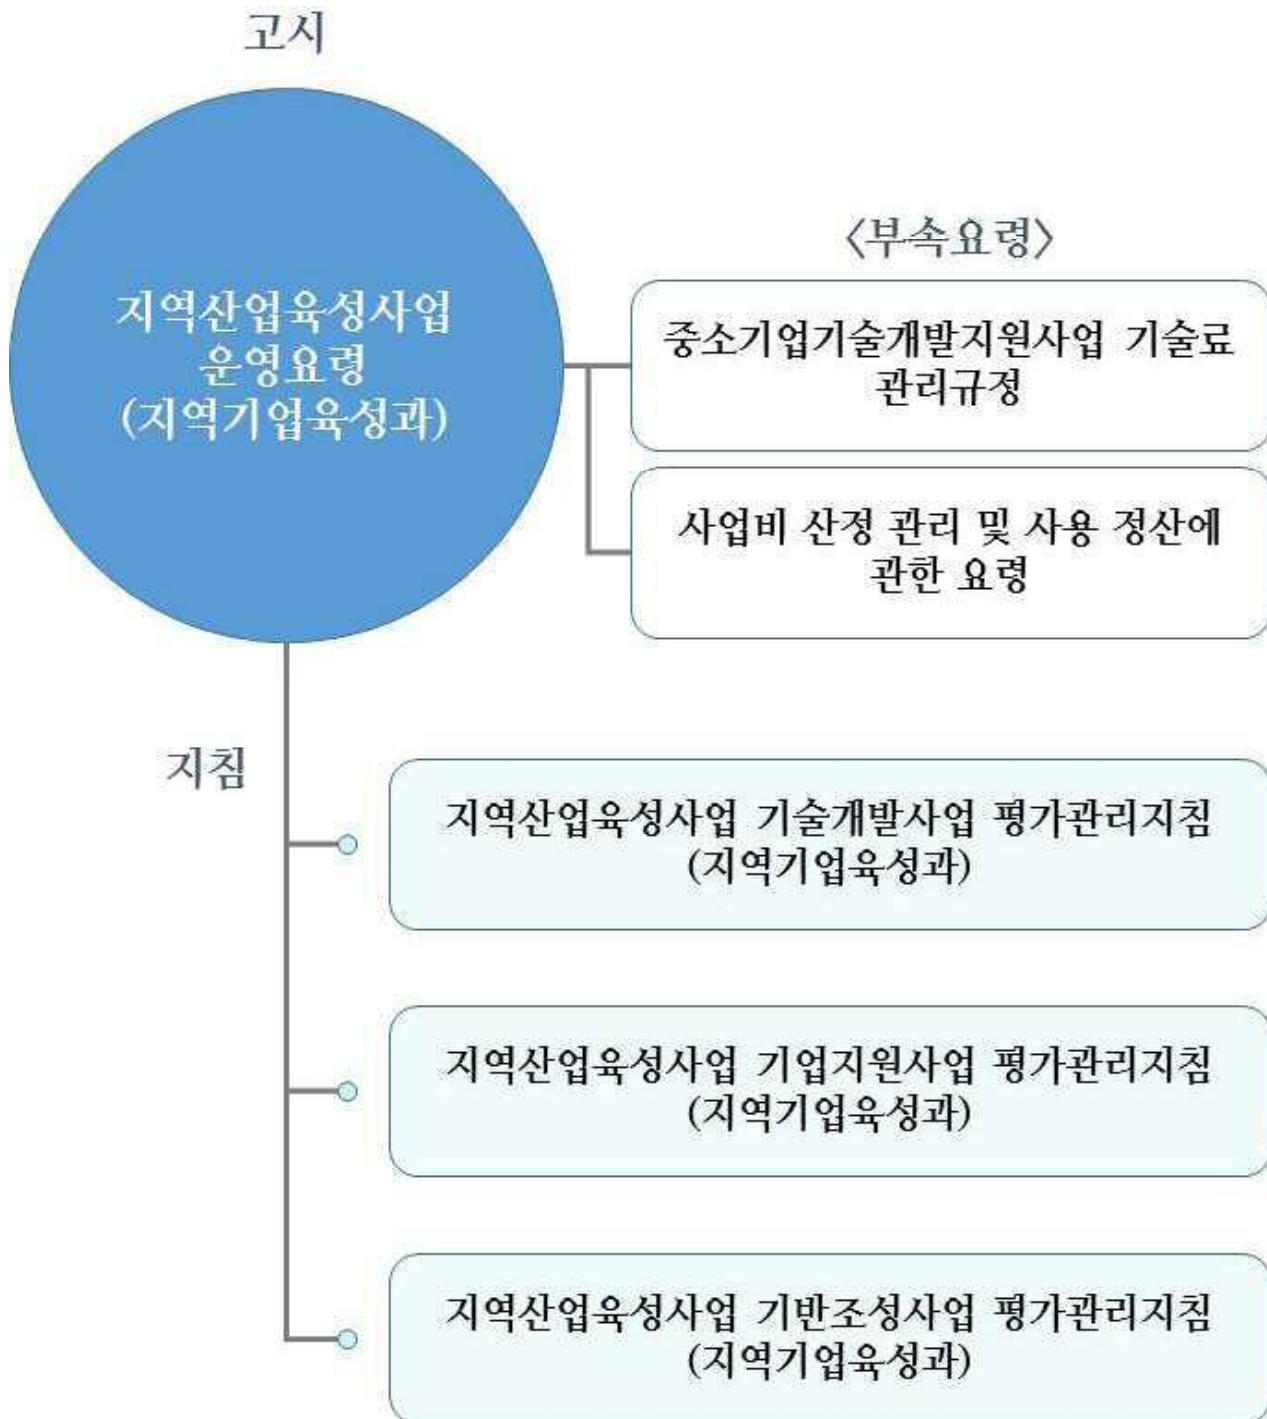 고시
지역산업육성사업
운영요령
(지역기업육성과)
<부속요령>
중소기업기술개발지원사업 기술료
관리규정
사업비 산정 관리 및 사용 정산에
관한 요령
지침
지역산업육성사업 기술개발사업 평가관리지침
(지역기업육성과)
지역산업육성사업 기업지원사업 평가관리지침
(지역기업육성과)
지역산업육성사업 기반조성사업 평가관리지침
(지역기업육성과)